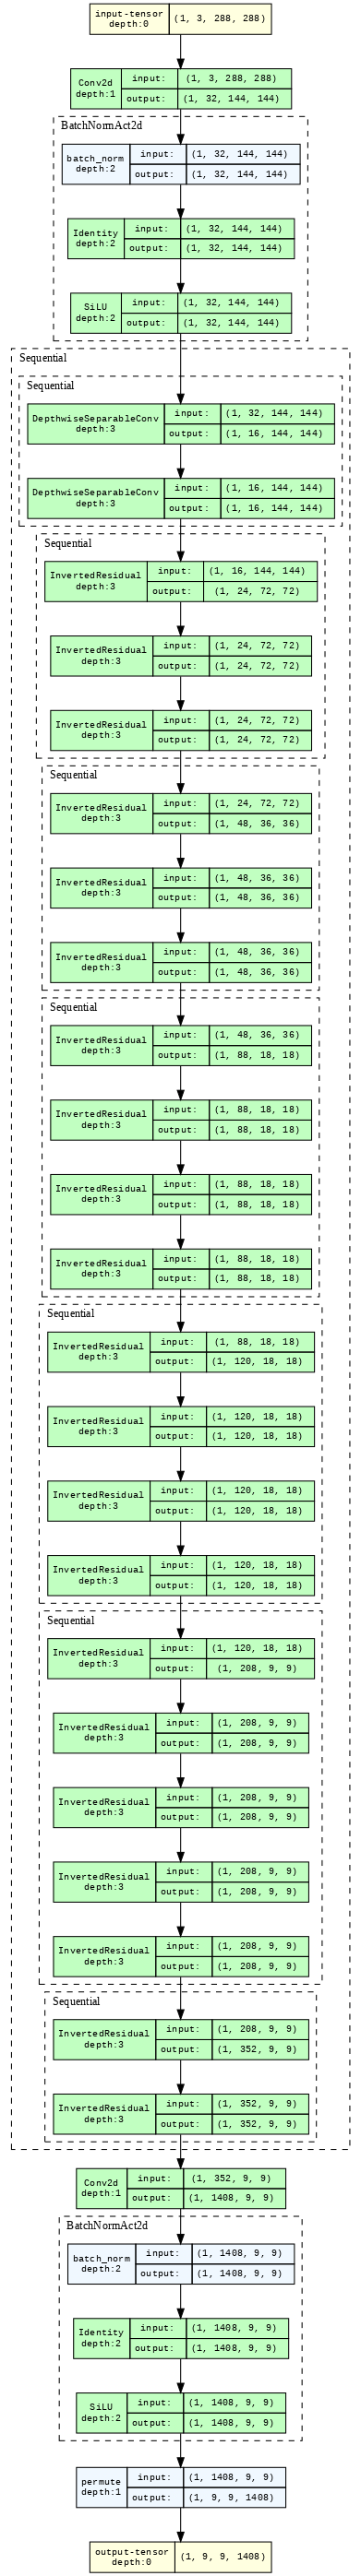 input-tensor
depth:0
(1, 3, 288, 288)
Conv2d
depth:1
input: (1, 3, 288, 288)
output: (1, 32, 144, 144)
BatchNormAct2d
batch_norm
depth:2
input: (1, 32, 144, 144)
output: (1, 32, 144, 144)
Identity
depth:2
input: (1, 32, 144, 144)
output: (1, 32, 144, 144)
SiLU
depth:2
input: (1, 32, 144, 144)
output: (1, 32, 144, 144)
Sequential
Sequential
DepthwiseSeparableConv
depth:3
input: (1, 32, 144, 144)
output: (1, 16, 144, 144)
DepthwiseSeparableConv
depth:3
input: (1, 16, 144, 144)
output: (1, 16, 144, 144)
Sequential
InvertedResidual
depth:3
input: (1, 16, 144, 144)
output: (1, 24, 72, 72)
InvertedResidual
depth:3
input: (1, 24, 72, 72)
output: (1, 24, 72, 72)
InvertedResidual
depth:3
input: (1, 24, 72, 72)
output: (1, 24, 72, 72)
Sequential
InvertedResidual
depth:3
input: (1, 24, 72, 72)
output: (1, 48, 36, 36)
InvertedResidual
depth:3
input: (1, 48, 36, 36)
output: (1, 48, 36, 36)
InvertedResidual
depth:3
input: (1, 48, 36, 36)
output: (1, 48, 36, 36)
Sequential
InvertedResidual
depth:3
input: (1, 48, 36, 36)
output: (1, 88, 18, 18)
InvertedResidual
depth:3
input: (1, 88, 18, 18)
output: (1, 88, 18, 18)
InvertedResidual
depth:3
input: (1, 88, 18, 18)
output: (1, 88, 18, 18)
InvertedResidual
depth:3
input: (1, 88, 18, 18)
output: (1, 88, 18, 18)
Sequential
InvertedResidual
depth:3
input: (1, 88, 18, 18)
output: (1, 120, 18, 18)
InvertedResidual
depth:3
input: (1, 120, 18, 18)
output: (1, 120, 18, 18)
InvertedResidual
depth:3
input: (1, 120, 18, 18)
output: (1, 120, 18, 18)
InvertedResidual
depth:3
input: (1, 120, 18, 18)
output: (1, 120, 18, 18)
Sequential
InvertedResidual
depth:3
input: (1, 120, 18, 18)
output: (1, 208, 9, 9)
InvertedResidual
depth:3
input: (1, 208, 9, 9)
output: (1, 208, 9, 9)
InvertedResidual
depth:3
input: (1, 208, 9, 9)
output: (1, 208, 9, 9)
InvertedResidual
depth:3
input: (1, 208, 9, 9)
output: (1, 208, 9, 9)
InvertedResidual
depth:3
input: (1, 208, 9, 9)
output: (1, 208, 9, 9)
Sequential
InvertedResidual
depth:3
input: (1, 208, 9, 9)
output: (1, 352, 9, 9)
InvertedResidual
depth:3
input: (1, 352, 9, 9)
output: (1, 352, 9, 9)
Conv2d
depth:1
input: (1, 352, 9, 9)
output: (1, 1408, 9, 9)
BatchNormAct2d
batch_norm
depth:2
input: (1, 1408, 9, 9)
output: (1, 1408, 9, 9)
Identity
depth:2
input: (1, 1408, 9, 9)
output: (1, 1408, 9, 9)
SiLU
depth:2
input: (1, 1408, 9, 9)
output: (1, 1408, 9, 9)
permute
depth:1
input: (1, 1408, 9, 9)
output: (1, 9, 9, 1408)
output-tensor
depth:0
(1, 9, 9, 1408)